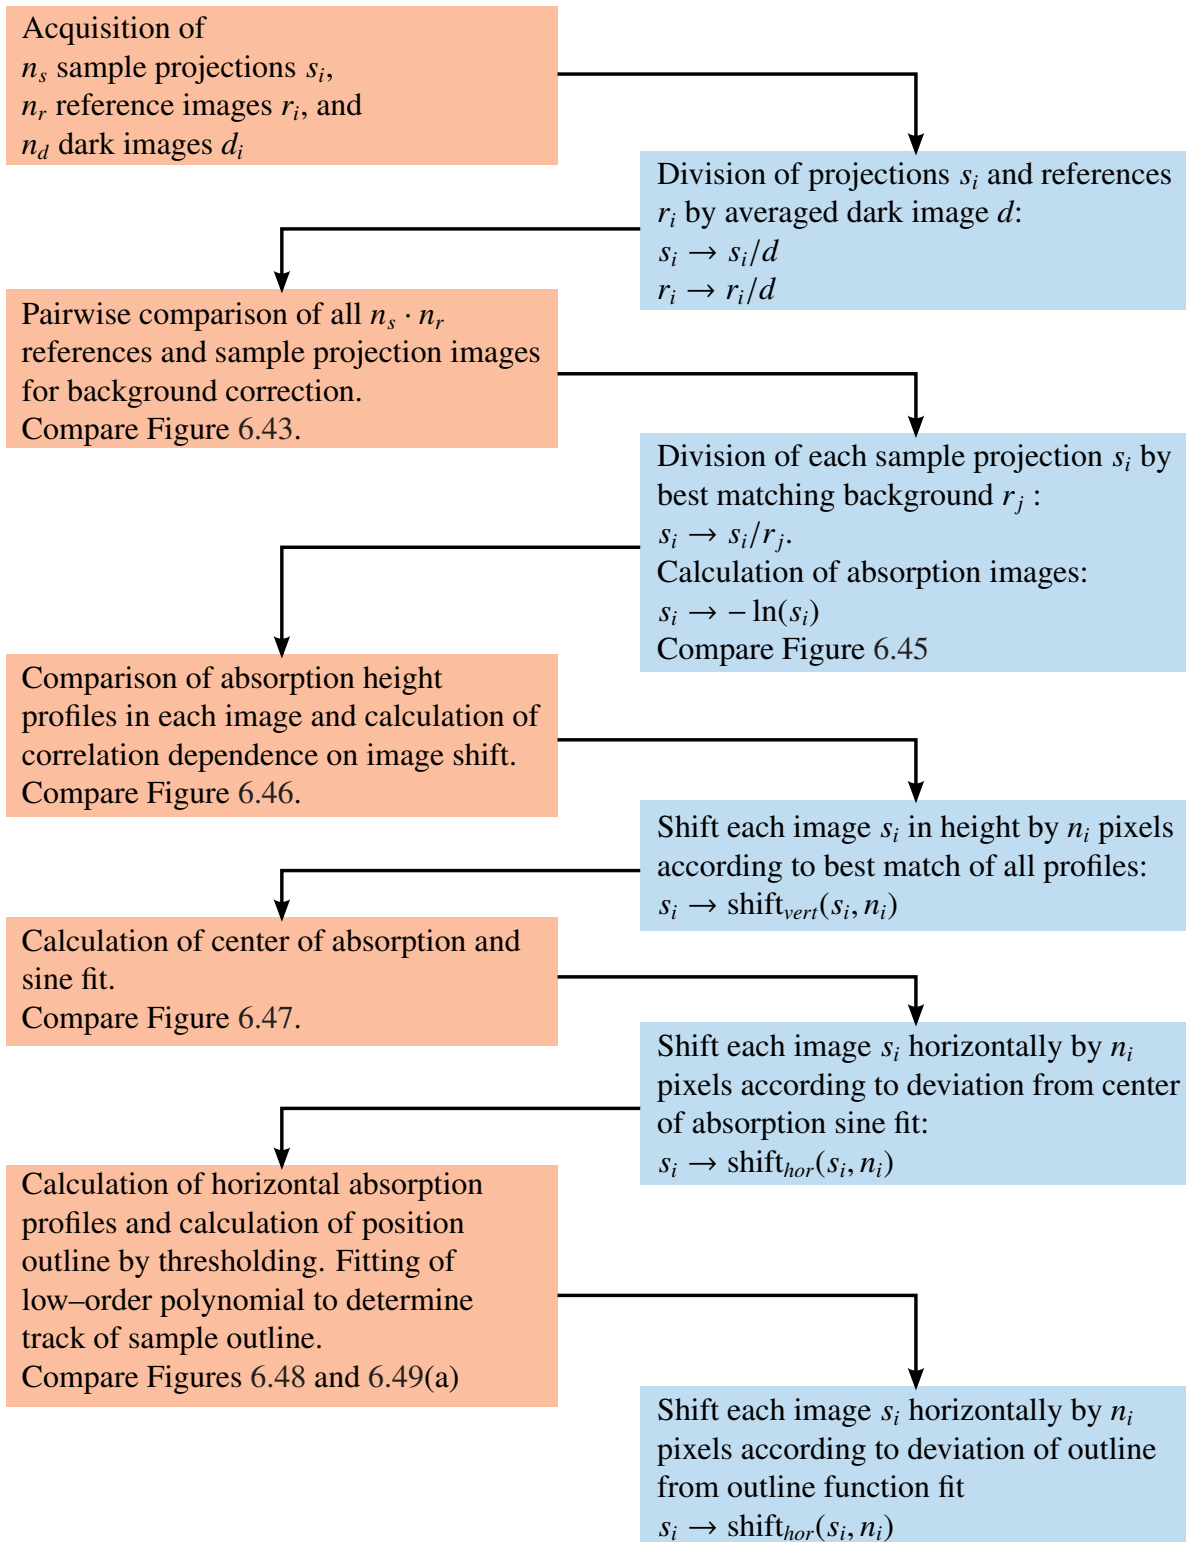 Acquisition of
n_s sample projections s_i,
n_r reference images r_i, and
n_d dark images d_i
Division of projections s_i and references
r_i by averaged dark image d:
s_i → s_i/d
r_i → r_i/d
Pairwise comparison of all n_s · n_r
references and sample projection images
for background correction.
Compare Figure 6.43.
Division of each sample projection s_i by
best matching background r_j :
s_i → s_i/r_j.
Calculation of absorption images:
s_i → − ln(s_i)
Compare Figure 6.45
Comparison of absorption height
profiles in each image and calculation of
correlation dependence on image shift.
Compare Figure 6.46.
Shift each image s_i in height by n_i pixels
according to best match of all profiles:
s_i → shift_vert(s_i, n_i)
Calculation of center of absorption and
sine fit.
Compare Figure 6.47.
Shift each image s_i horizontally by n_i
pixels according to deviation from center
of absorption sine fit:
s_i → shift_hor(s_i, n_i)
Calculation of horizontal absorption
profiles and calculation of position
outline by thresholding. Fitting of
low–order polynomial to determine
track of sample outline.
Compare Figures 6.48 and 6.49(a)
Shift each image s_i horizontally by n_i
pixels according to deviation of outline
from outline function fit
s_i → shift_hor(s_i, n_i)